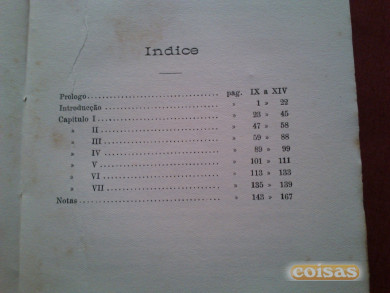 Indice
Prologo........................ pag. IX a XIV
Introducção.................... » 1 » 22
Capitulo I..................... » 23 » 45
» II..................... » 47 » 58
» III.................... » 59 » 88
» IV..................... » 89 » 99
» V...................... » 101 » 111
» VI..................... » 113 » 133
» VII.................... » 135 » 139
Notas.......................... » 143 » 167
coisas